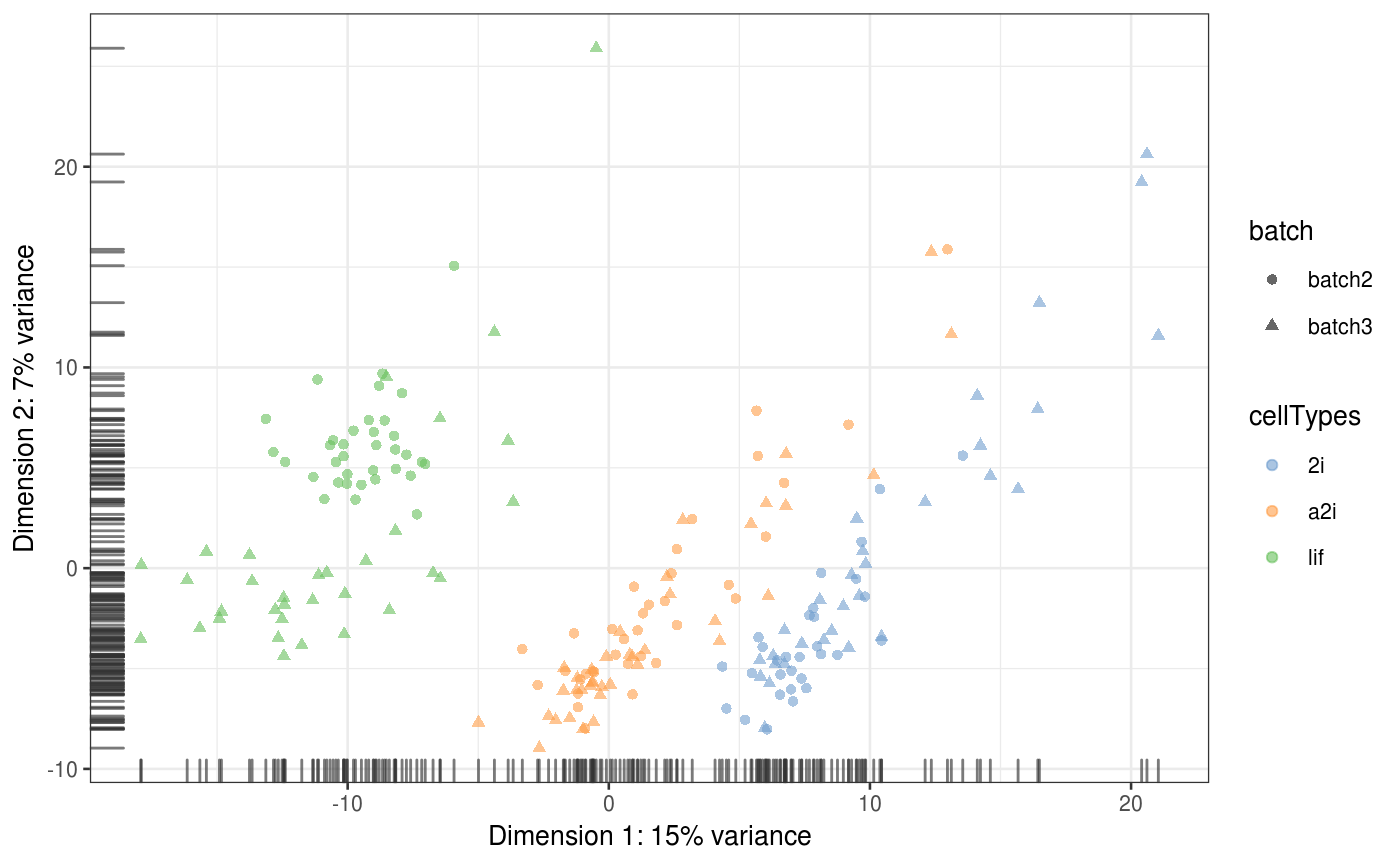 Dimension 2: 7% variance
20
10
0
-10
-10
0
10
20
Dimension 1: 15% variance
batch
batch2
batch3
cellTypes
2i
a2i
lif